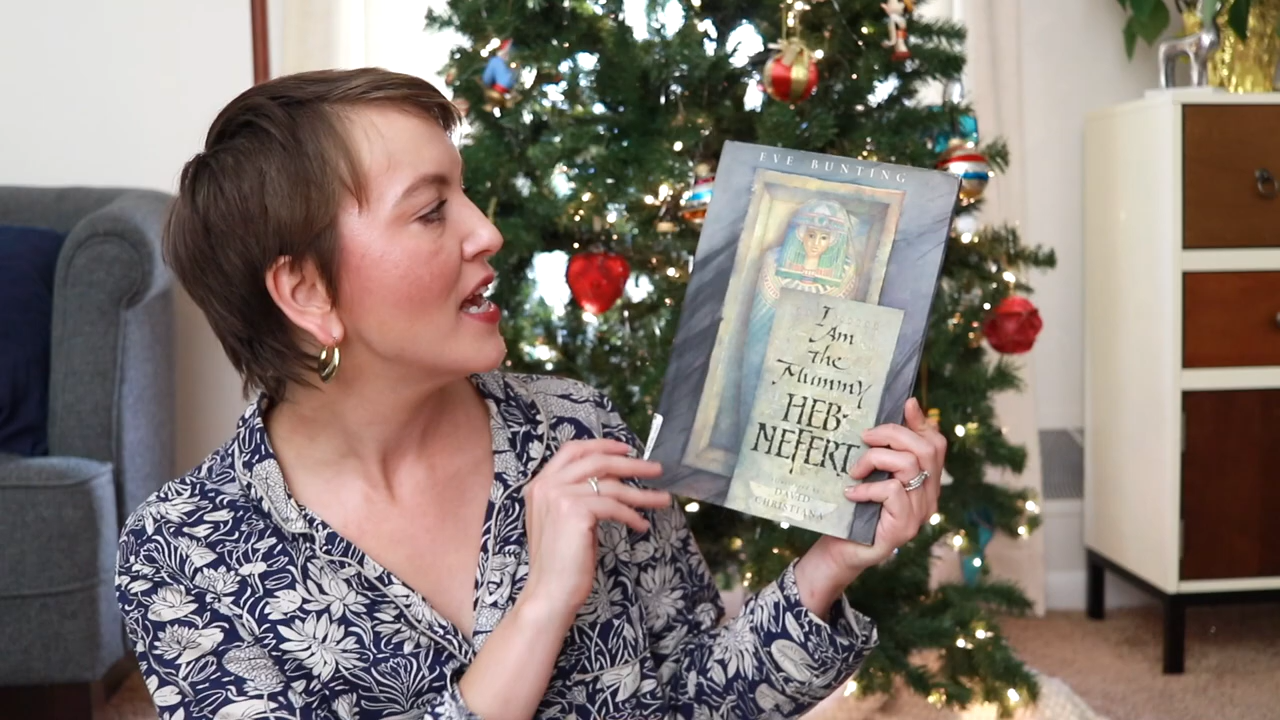 EVE BUNTING
I
Am
the
Mummy
HEB-
NEFERT
DAVID
CHRISTIANA